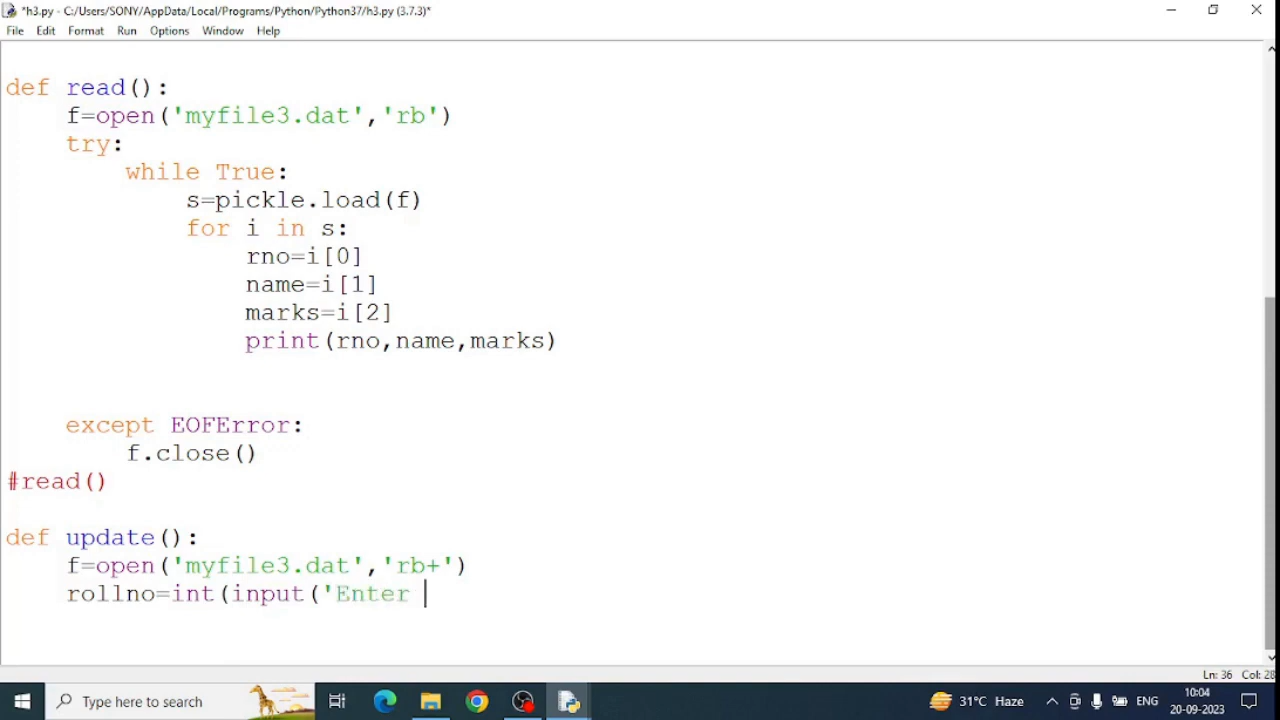 *h3.py - C:/Users/SONY/AppData/Local/Programs/Python/Python37/h3.py (3.7.3)*
File Edit Format Run Options Window Help
def read():
    f=open('myfile3.dat','rb')
    try:
        while True:
            s=pickle.load(f)
            for i in s:
                rno=i[0]
                name=i[1]
                marks=i[2]
                print(rno,name,marks)
    except EOFError:
        f.close()
#read()
def update():
    f=open('myfile3.dat','rb+')
    rollno=int(input('Enter 
Ln: 36 Col: 28
Type here to search
31°C Haze
ENG
10:04
20-09-2023